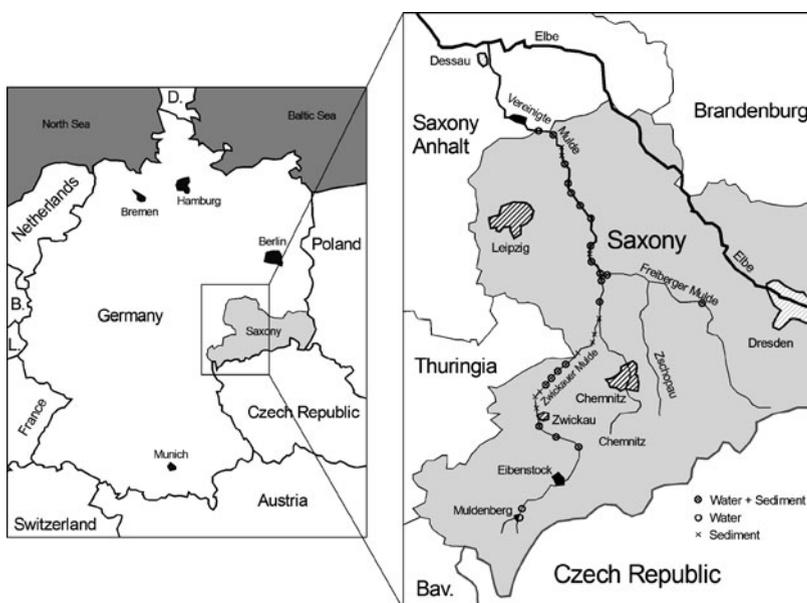 North Sea
D.
Baltic Sea
Netherlands
Bremen
Hamburg
Berlin
Poland
B.
Germany
L.
Saxony
France
Czech Republic
Munich
Austria
Switzerland
Elbe
Dessau
Vereinigte
Mulde
Brandenburg
Saxony
Anhalt
Leipzig
Saxony
Elbe
Freiberger Mulde
Dresden
Thuringia
Zwickauer Mulde
Chemnitz
Zschopau
Zwickau
Chemnitz
Eibenstock
Muldenberg
Water + Sediment
Water
Sediment
Bav.
Czech Republic